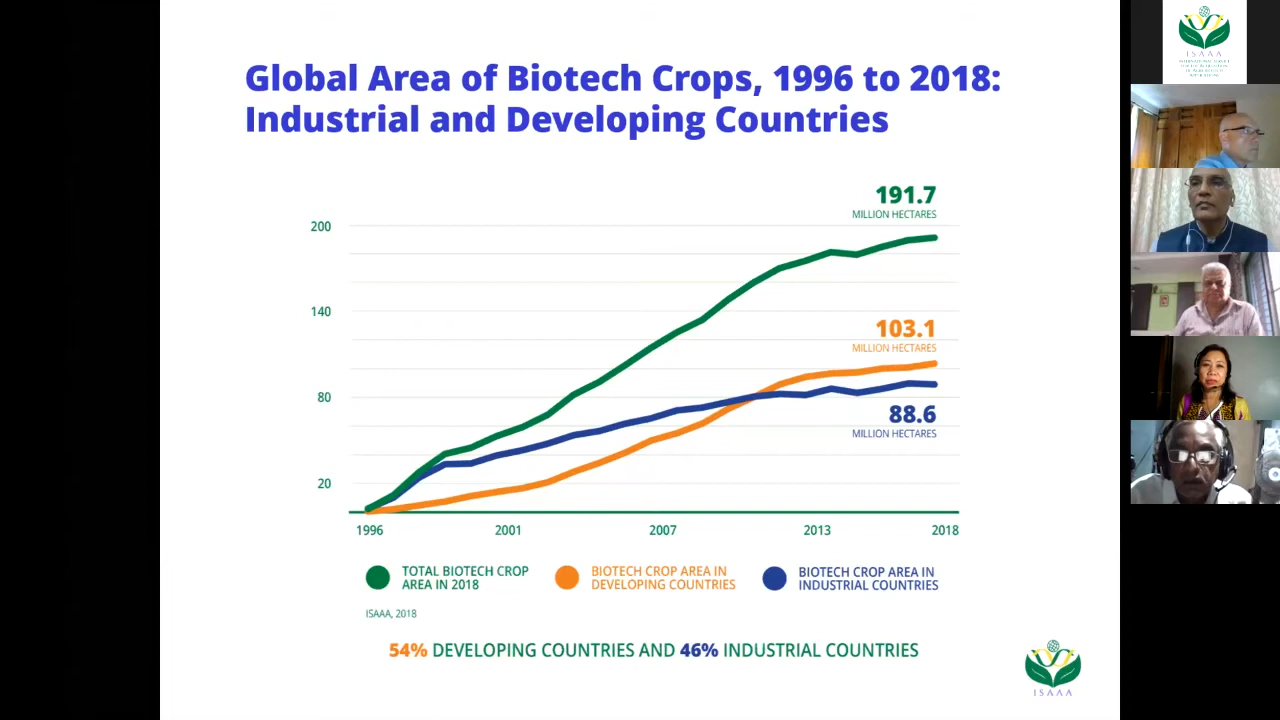 Global Area of Biotech Crops, 1996 to 2018:
Industrial and Developing Countries
191.7
MILLION HECTARES
200
140
103.1
MILLION HECTARES
80
88.6
MILLION HECTARES
20
1996 2001 2007 2013 2018
TOTAL BIOTECH CROP
AREA IN 2018
BIOTECH CROP AREA IN
DEVELOPING COUNTRIES
BIOTECH CROP AREA IN
INDUSTRIAL COUNTRIES
ISAAA, 2018
54% DEVELOPING COUNTRIES AND 46% INDUSTRIAL COUNTRIES
ISAAA
ISAAA